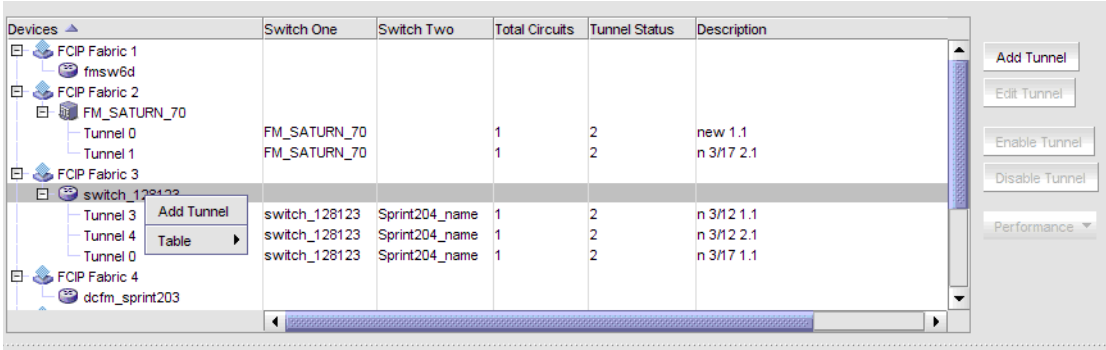 Devices Switch One Switch Two Total Circuits Tunnel Status Description
FCIP Fabric 1
fmsw6d
FCIP Fabric 2
FM_SATURN_70
Tunnel 0 FM_SATURN_70 1 2 new 1.1
Tunnel 1 FM_SATURN_70 1 2 n 3/17 2.1
FCIP Fabric 3
switch_128123
Tunnel 3 switch_128123 Sprint204_name 1 2 n 3/12 1.1
Tunnel 4 switch_128123 Sprint204_name 1 2 n 3/12 2.1
Tunnel 0 switch_128123 Sprint204_name 1 2 n 3/17 1.1
FCIP Fabric 4
dcfm_sprint203
Add Tunnel
Table
Add Tunnel
Edit Tunnel
Enable Tunnel
Disable Tunnel
Performance